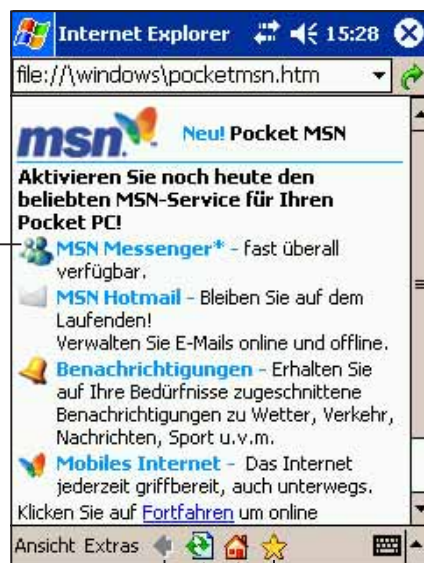 Internet Explorer 15:28
file://\windows\pocketmsn.htm
msn Neu! Pocket MSN
Aktivieren Sie noch heute den
beliebten MSN-Service für Ihren
Pocket PC!
MSN Messenger* - fast überall
verfügbar.
MSN Hotmail - Bleiben Sie auf dem
Laufenden!
Verwalten Sie E-Mails online und offline.
Benachrichtigungen - Erhalten Sie
auf Ihre Bedürfnisse zugeschnittene
Benachrichtigungen zu Wetter, Verkehr,
Nachrichten, Sport u.v.m.
Mobiles Internet - Das Internet
jederzeit griffbereit, auch unterwegs.
Klicken Sie auf Fortfahren um online
Ansicht Extras